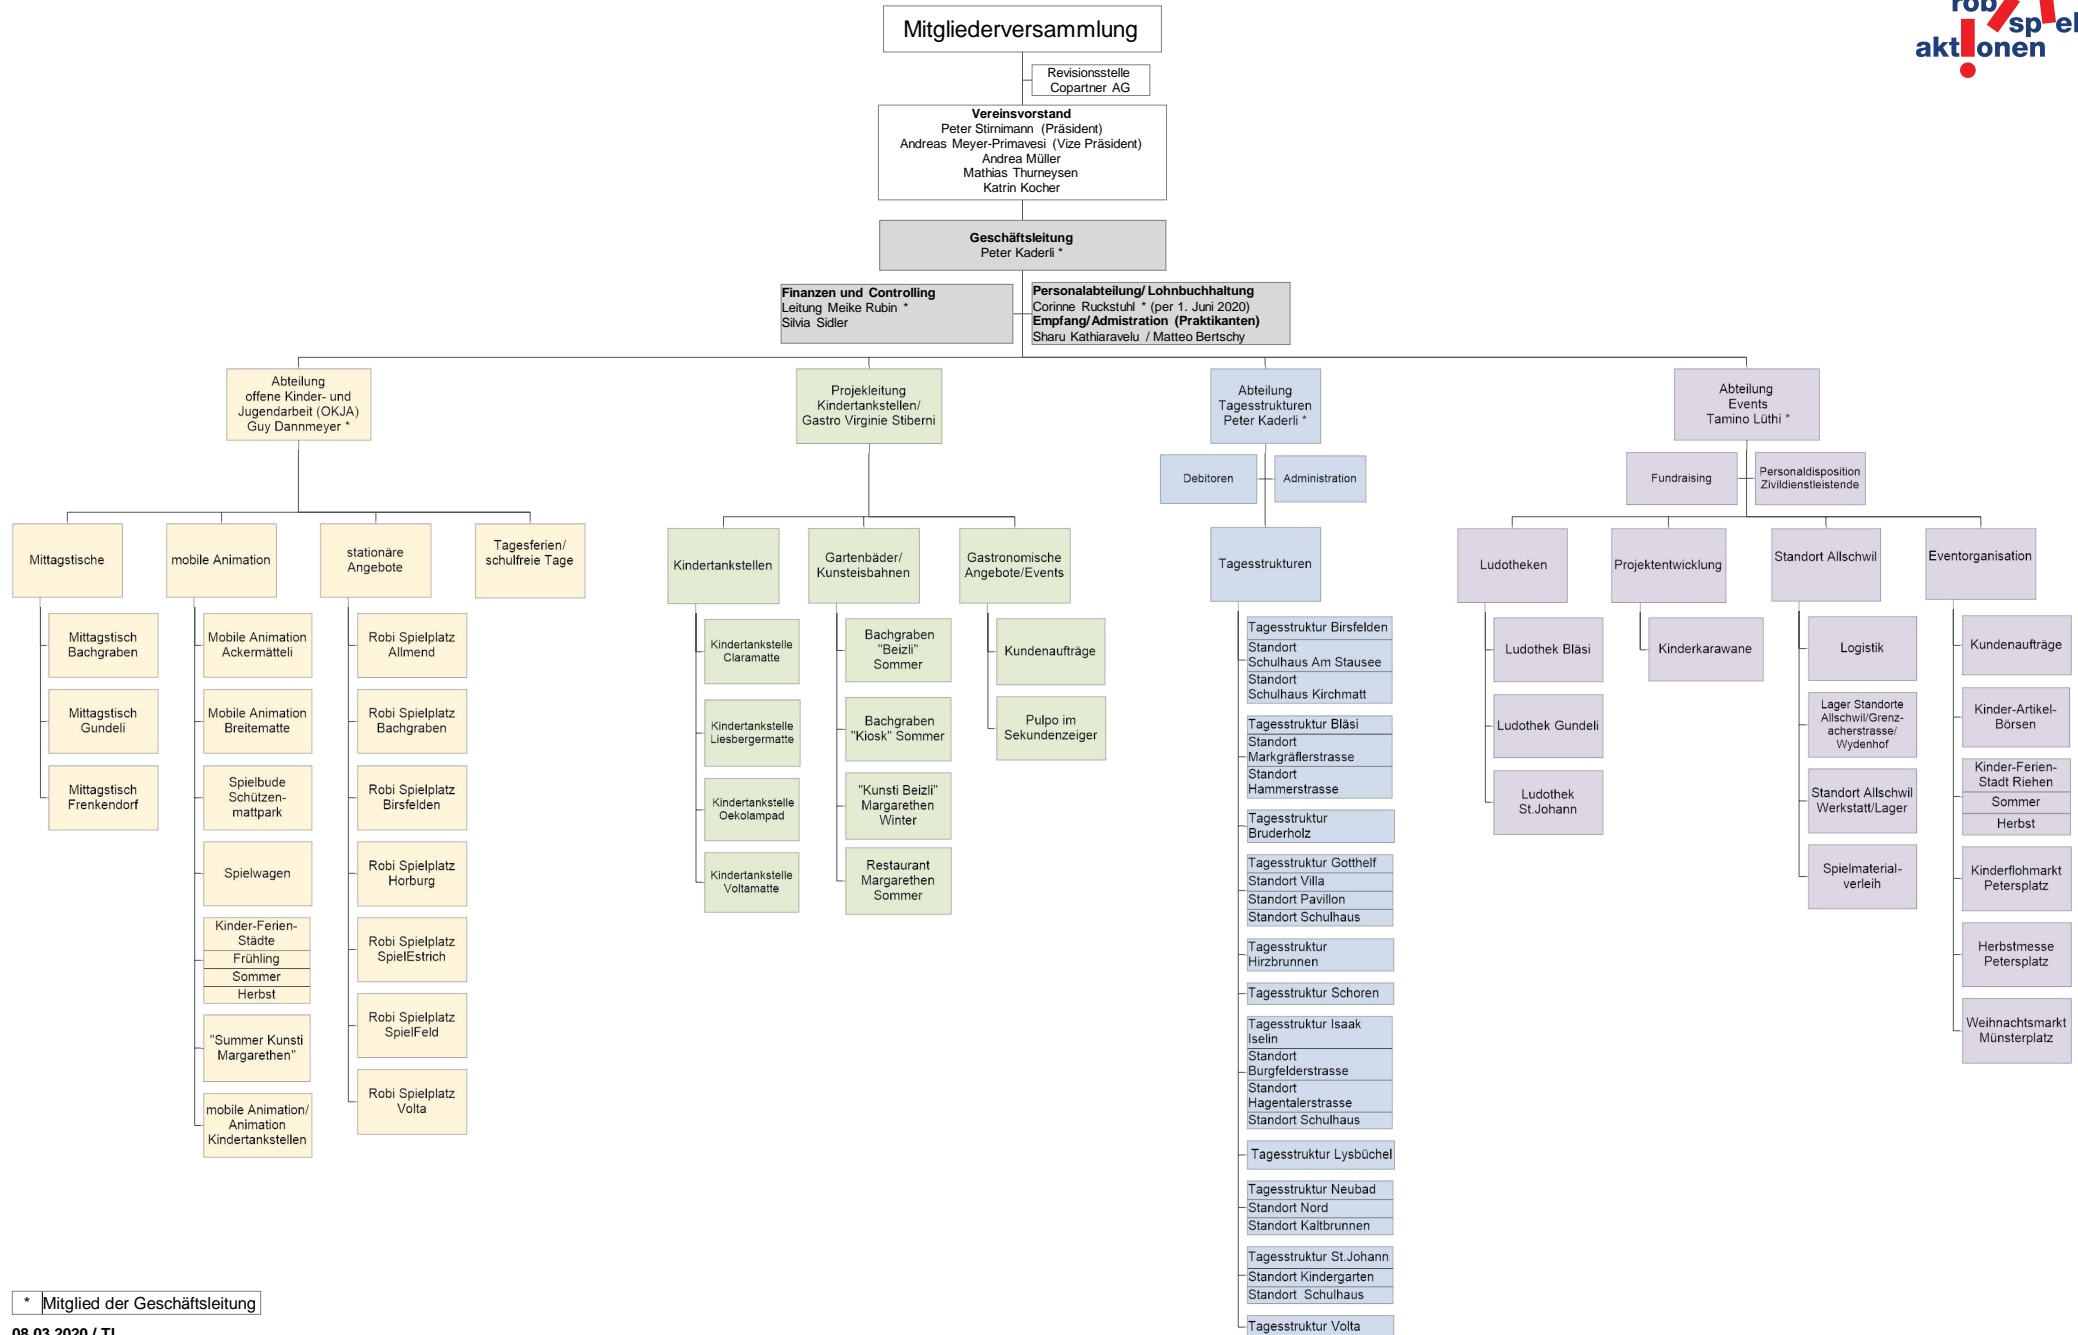 Mitgliederversammlung
rob
sp el
akt onen
Revisionsstelle
Copartner AG
Vereinsvorstand
Peter Stirnimann (Präsident)
Andreas Meyer-Primavesi (Vize Präsident)
Andrea Müller
Mathias Thurneysen
Katrin Kocher
Geschäftsleitung
Peter Kaderli *
Finanzen und Controlling
Leitung Meike Rubin *
Silvia Sidler
Personalabteilung/ Lohnbuchhaltung
Corinne Ruckstuhl * (per 1. Juni 2020)
Empfang/Admistration (Praktikanten)
Sharu Kathiaravelu / Matteo Bertschy
Abteilung
offene Kinder- und
Jugendarbeit (OKJA)
Guy Dannmeyer *
Mittagstische
Mittagstisch
Bachgraben
Mittagstisch
Gundeli
Mittagstisch
Frenkendorf
mobile Animation
Mobile Animation
Ackermätteli
Mobile Animation
Breitematte
Spielbude
Schützen-
mattpark
Spielwagen
Kinder-Ferien-
Städte
Frühling
Sommer
Herbst
"Summer Kunsti
Margarethen"
mobile Animation/
Animation
Kindertankstellen
stationäre
Angebote
Robi Spielplatz
Allmend
Robi Spielplatz
Bachgraben
Robi Spielplatz
Birsfelden
Robi Spielplatz
Horburg
Robi Spielplatz
SpielEstrich
Robi Spielplatz
SpielFeld
Robi Spielplatz
Volta
Tagesferien/
schulfreie Tage
Projekleitung
Kindertankstellen/
Gastro Virginie Stiberni
Kindertankstellen
Kindertankstelle
Claramatte
Kindertankstelle
Liesbergermatte
Kindertankstelle
Oekolampad
Kindertankstelle
Voltamatte
Gartenbäder/
Kunsteisbahnen
Bachgraben
"Beizli"
Sommer
Bachgraben
"Kiosk" Sommer
"Kunsti Beizli"
Margarethen
Winter
Restaurant
Margarethen
Sommer
Gastronomische
Angebote/Events
Kundenaufträge
Pulpo im
Sekundenzeiger
Abteilung
Tagesstrukturen
Peter Kaderli *
Debitoren
Administration
Tagesstrukturen
Tagesstruktur Birsfelden
Standort
Schulhaus Am Stausee
Standort
Schulhaus Kirchmatt
Tagesstruktur Bläsi
Standort
Markgräflerstrasse
Standort
Hammerstrasse
Tagesstruktur
Bruderholz
Tagesstruktur Gotthelf
Standort Villa
Standort Pavillon
Standort Schulhaus
Tagesstruktur
Hirzbrunnen
Tagesstruktur Schoren
Tagesstruktur Isaak
Iselin
Standort
Burgfelderstrasse
Standort
Hagentalerstrasse
Standort Schulhaus
Tagesstruktur Lysbüchel
Tagesstruktur Neubad
Standort Nord
Standort Kaltbrunnen
Tagesstruktur St.Johann
Standort Kindergarten
Standort Schulhaus
Tagesstruktur Volta
Abteilung
Events
Tamino Lüthi *
Fundraising
Personaldisposition
Zivildienstleistende
Ludotheken
Ludothek Bläsi
Ludothek Gundeli
Ludothek
St.Johann
Projektentwicklung
Kinderkarawane
Standort Allschwil
Logistik
Lager Standorte
Allschwil/Grenz-
acherstrasse/
Wydenhof
Standort Allschwil
Werkstatt/Lager
Spielmaterial-
verleih
Eventorganisation
Kundenaufträge
Kinder-Artikel-
Börsen
Kinder-Ferien-
Stadt Riehen
Sommer
Herbst
Kinderflohmarkt
Petersplatz
Herbstmesse
Petersplatz
Weihnachtsmarkt
Münsterplatz
* Mitglied der Geschäftsleitung
08.03.2020 / TL